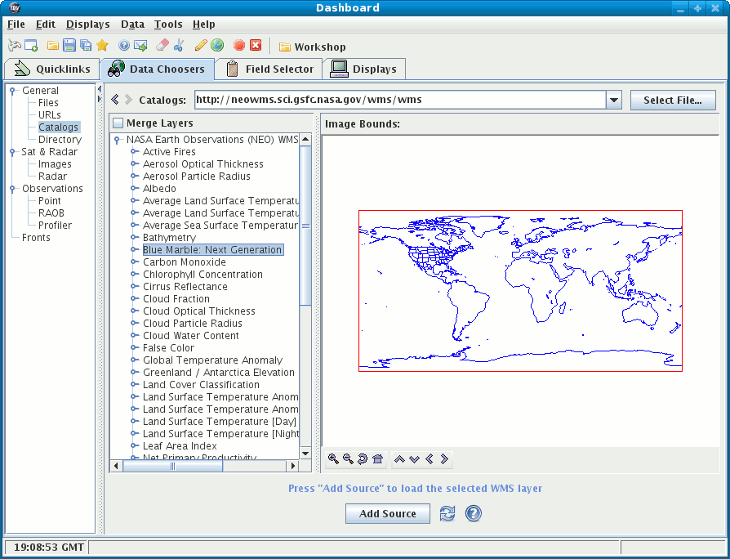 Dashboard
File Edit Displays Data Tools Help
Workshop
Quicklinks Data Choosers Field Selector Displays
General
Files
URLs
Catalogs
Directory
Sat & Radar
Images
Radar
Observations
Point
RAOB
Profiler
Fronts
Catalogs: http://neowms.sci.gsfc.nasa.gov/wms/wms Select File...
Merge Layers
NASA Earth Observations (NEO) WMS
Active Fires
Aerosol Optical Thickness
Aerosol Particle Radius
Albedo
Average Land Surface Temperatu
Average Land Surface Temperatu
Average Sea Surface Temperatur
Bathymetry
Blue Marble: Next Generation
Carbon Monoxide
Chlorophyll Concentration
Cirrus Reflectance
Cloud Fraction
Cloud Optical Thickness
Cloud Particle Radius
Cloud Water Content
False Color
Global Temperature Anomaly
Greenland / Antarctica Elevation
Land Cover Classification
Land Surface Temperature Anom
Land Surface Temperature Anom
Land Surface Temperature [Day]
Land Surface Temperature [Night
Leaf Area Index
Net Primary Productivity
Image Bounds:
Press "Add Source" to load the selected WMS layer
Add Source
19:08:53 GMT